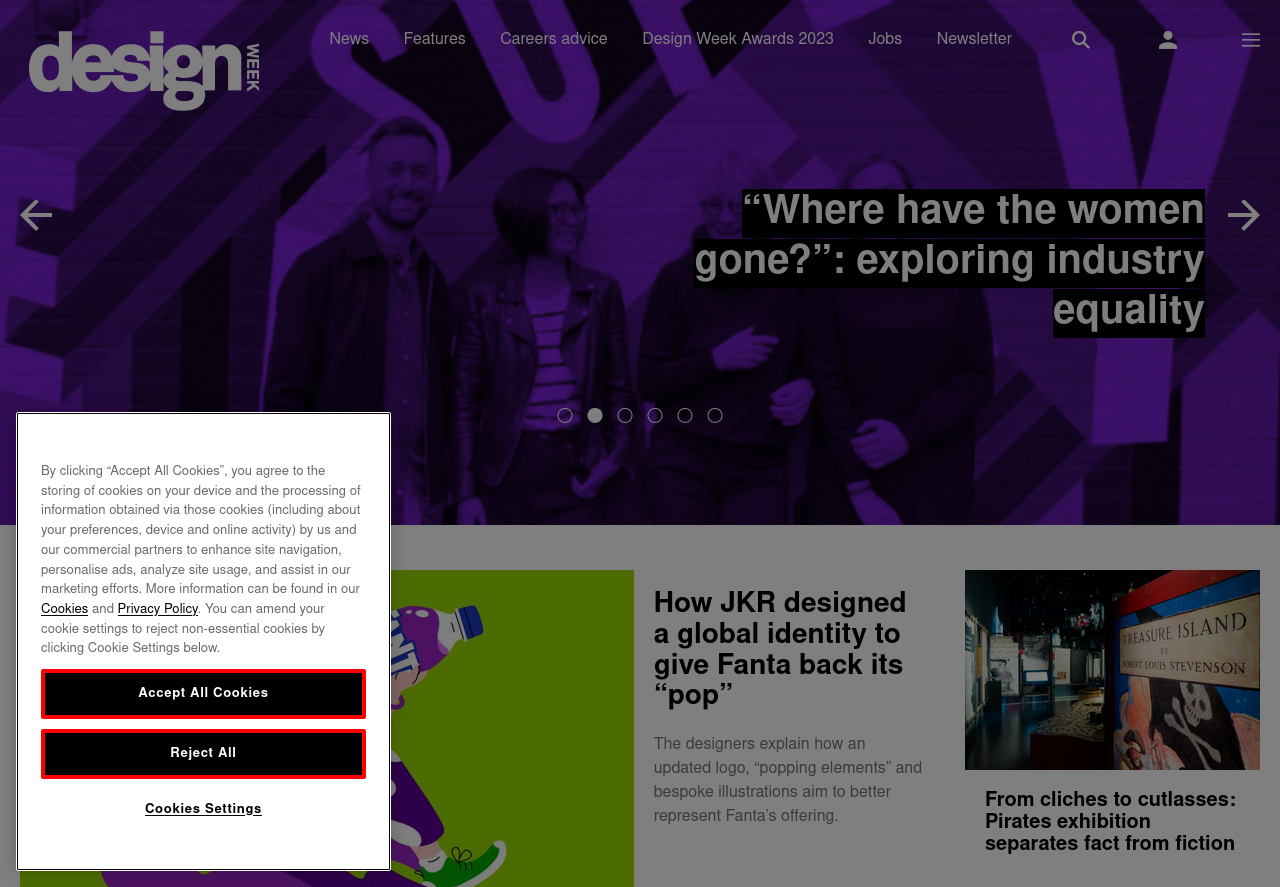 design WEEK
News Features Careers advice Design Week Awards 2023 Jobs Newsletter
“Where have the women
gone?”: exploring industry
equality
By clicking “Accept All Cookies”, you agree to the
storing of cookies on your device and the processing of
information obtained via those cookies (including about
your preferences, device and online activity) by us and
our commercial partners to enhance site navigation,
personalise ads, analyze site usage, and assist in our
marketing efforts. More information can be found in our
Cookies and Privacy Policy. You can amend your
cookie settings to reject non-essential cookies by
clicking Cookie Settings below.
Accept All Cookies
Reject All
Cookies Settings
How JKR designed
a global identity to
give Fanta back its
“pop”
The designers explain how an
updated logo, “popping elements” and
bespoke illustrations aim to better
represent Fanta’s offering.
TREASURE ISLAND
BY
ROBERT LOUIS STEVENSON
From cliches to cutlasses:
Pirates exhibition
separates fact from fiction